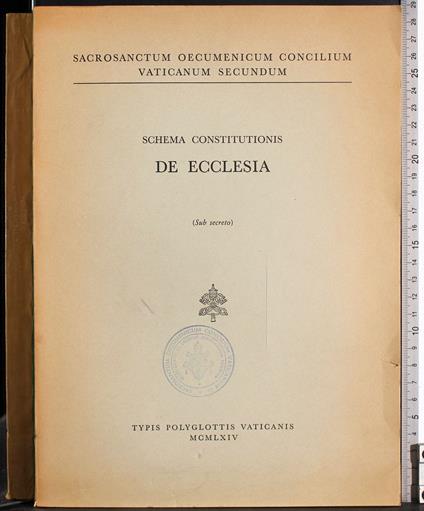 SACROSANCTUM OECUMENICUM CONCILIUM
VATICANUM SECUNDUM
SCHEMA CONSTITUTIONIS
DE ECCLESIA
(Sub secreto)
TYPIS POLYGLOTTIS VATICANIS
MCMLXIV